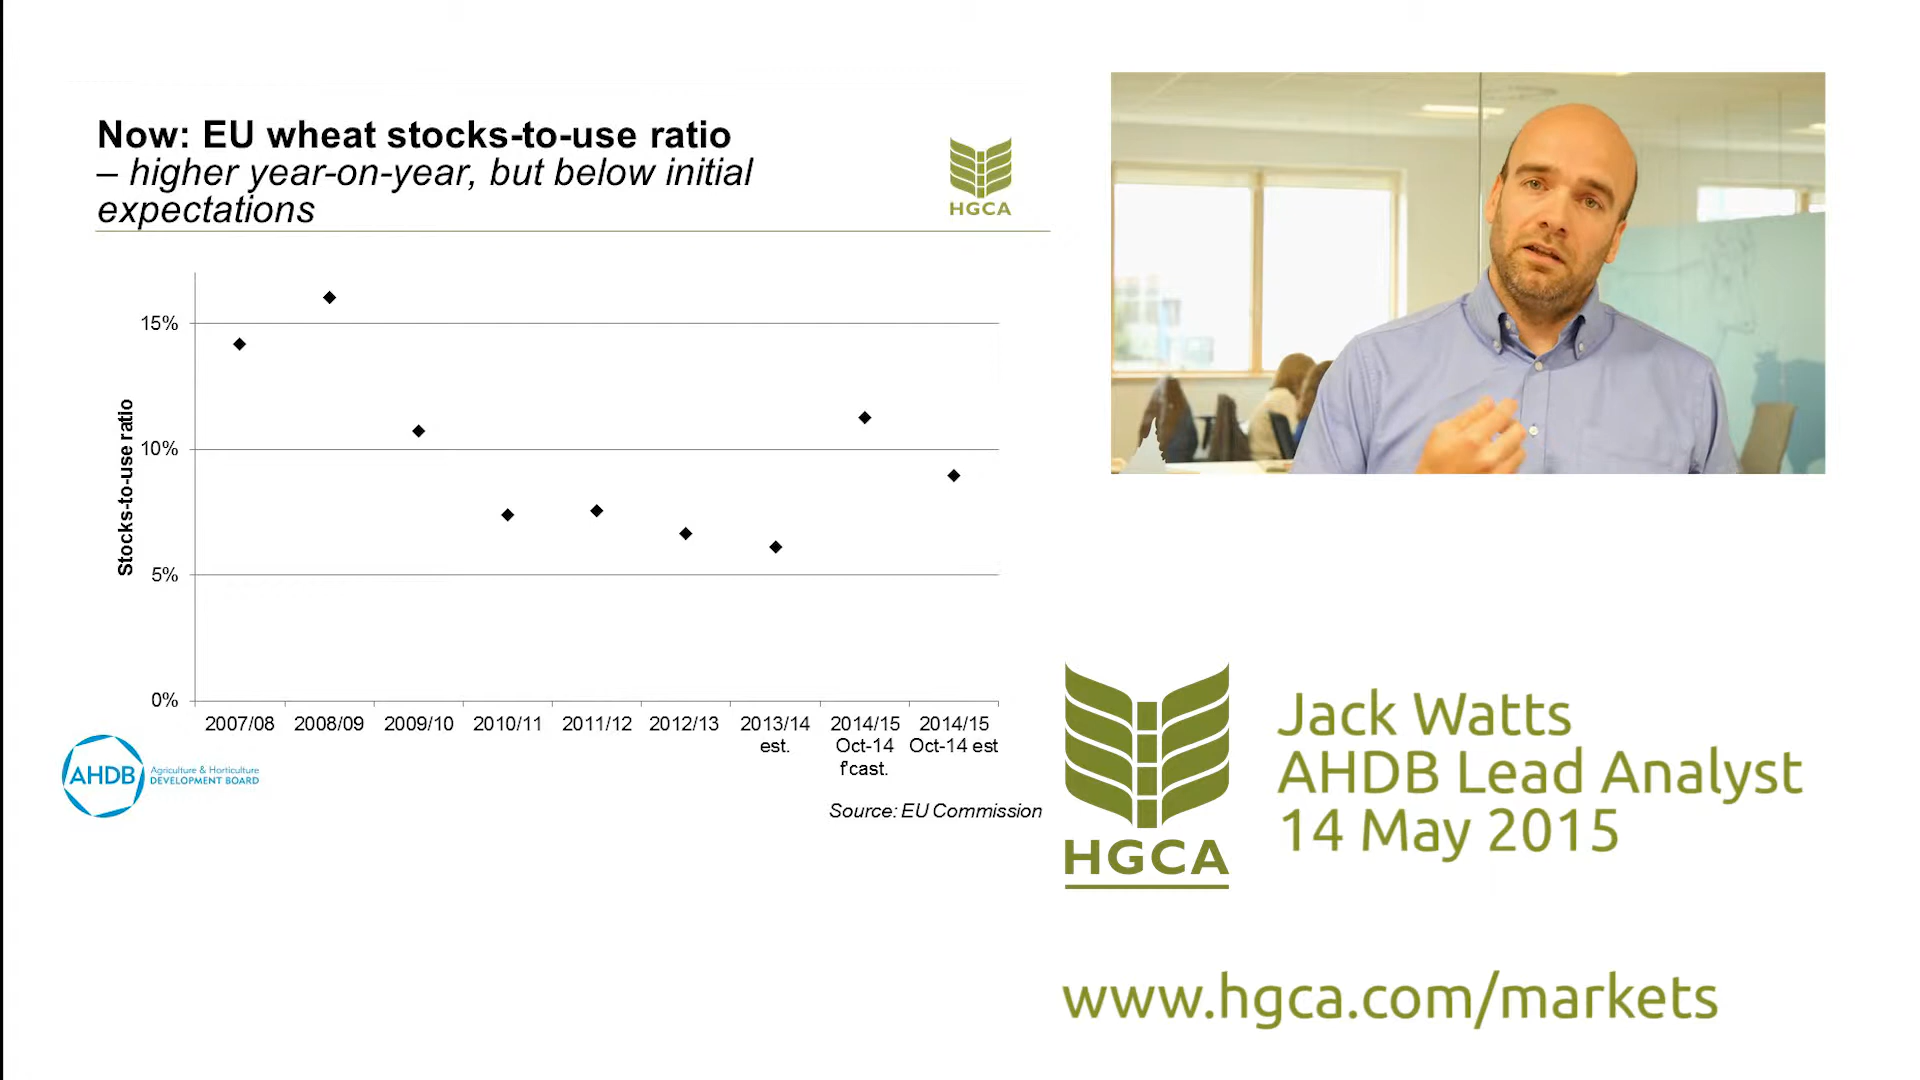 Now: EU wheat stocks-to-use ratio
– higher year-on-year, but below initial
expectations
HGCA
Stocks-to-use ratio
15%
10%
5%
0%
2007/08 2008/09 2009/10 2010/11 2011/12 2012/13 2013/14 2014/15 2014/15
est. Oct-14 Oct-14 est
f'cast.
AHDB
Agriculture & Horticulture
DEVELOPMENT BOARD
Source: EU Commission
HGCA
Jack Watts
AHDB Lead Analyst
14 May 2015
www.hgca.com/markets